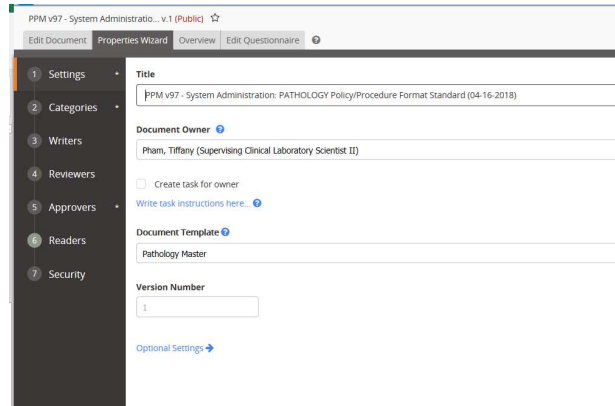 PPM v97 - System Administratio... v.1 (Public)
Edit Document Properties Wizard Overview Edit Questionnaire ?
1 Settings *
2 Categories *
3 Writers
4 Reviewers
5 Approvers *
6 Readers
7 Security
Title
PPM v97 - System Administration: PATHOLOGY Policy/Procedure Format Standard (04-16-2018)
Document Owner ?
Pham, Tiffany (Supervising Clinical Laboratory Scientist II)
Create task for owner
Write task instructions here... ?
Document Template ?
Pathology Master
Version Number
1
Optional Settings